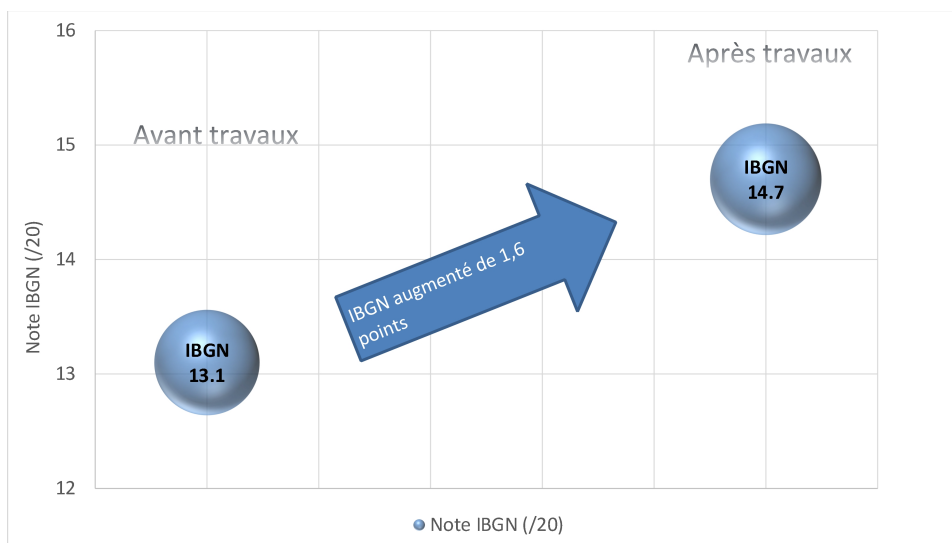 16
15
14
13
12
Note IBGN (/20)
Avant travaux
Après travaux
IBGN
13.1
IBGN augmenté de 1,6
points
IBGN
14.7
Note IBGN (/20)